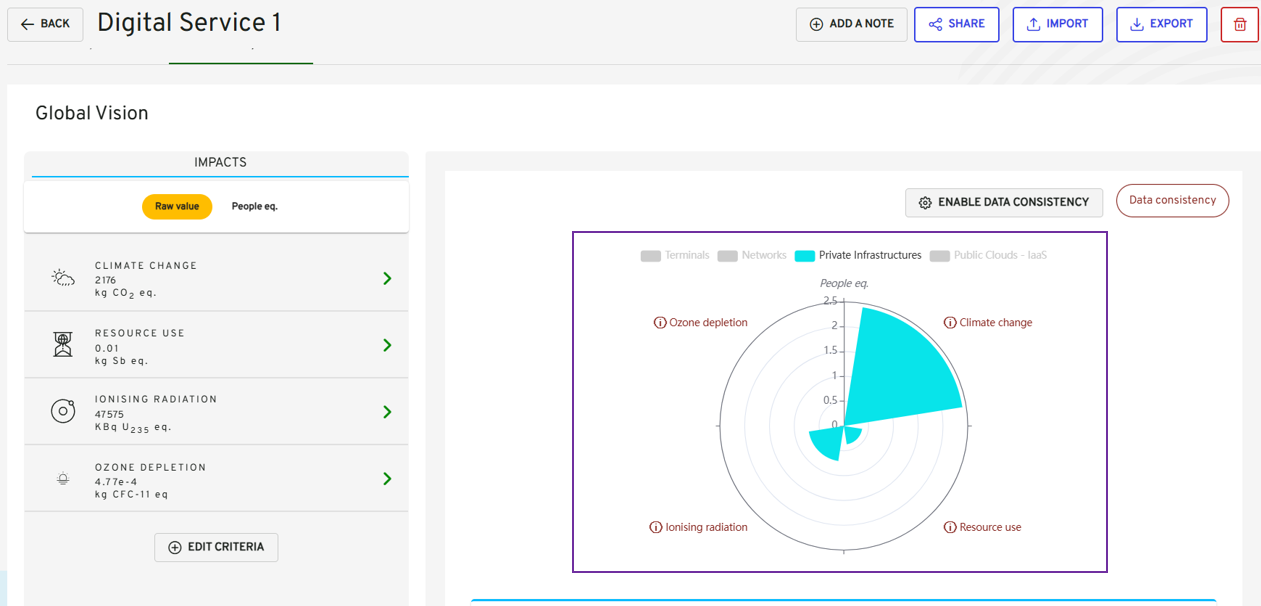 BACK
Digital Service 1
ADD A NOTE
SHARE
IMPORT
EXPORT
Global Vision
IMPACTS
Raw value
People eq.
CLIMATE CHANGE
2176
kg CO2 eq.
RESOURCE USE
0.01
kg Sb eq.
IONISING RADIATION
47575
KBq U235 eq.
OZONE DEPLETION
4.77e-4
kg CFC-11 eq
EDIT CRITERIA
ENABLE DATA CONSISTENCY
Data consistency
Terminals Networks Private Infrastructures Public Clouds - IaaS
People eq.
2.5
2
1.5
1
0.5
0
Ozone depletion
Climate change
Ionising radiation
Resource use